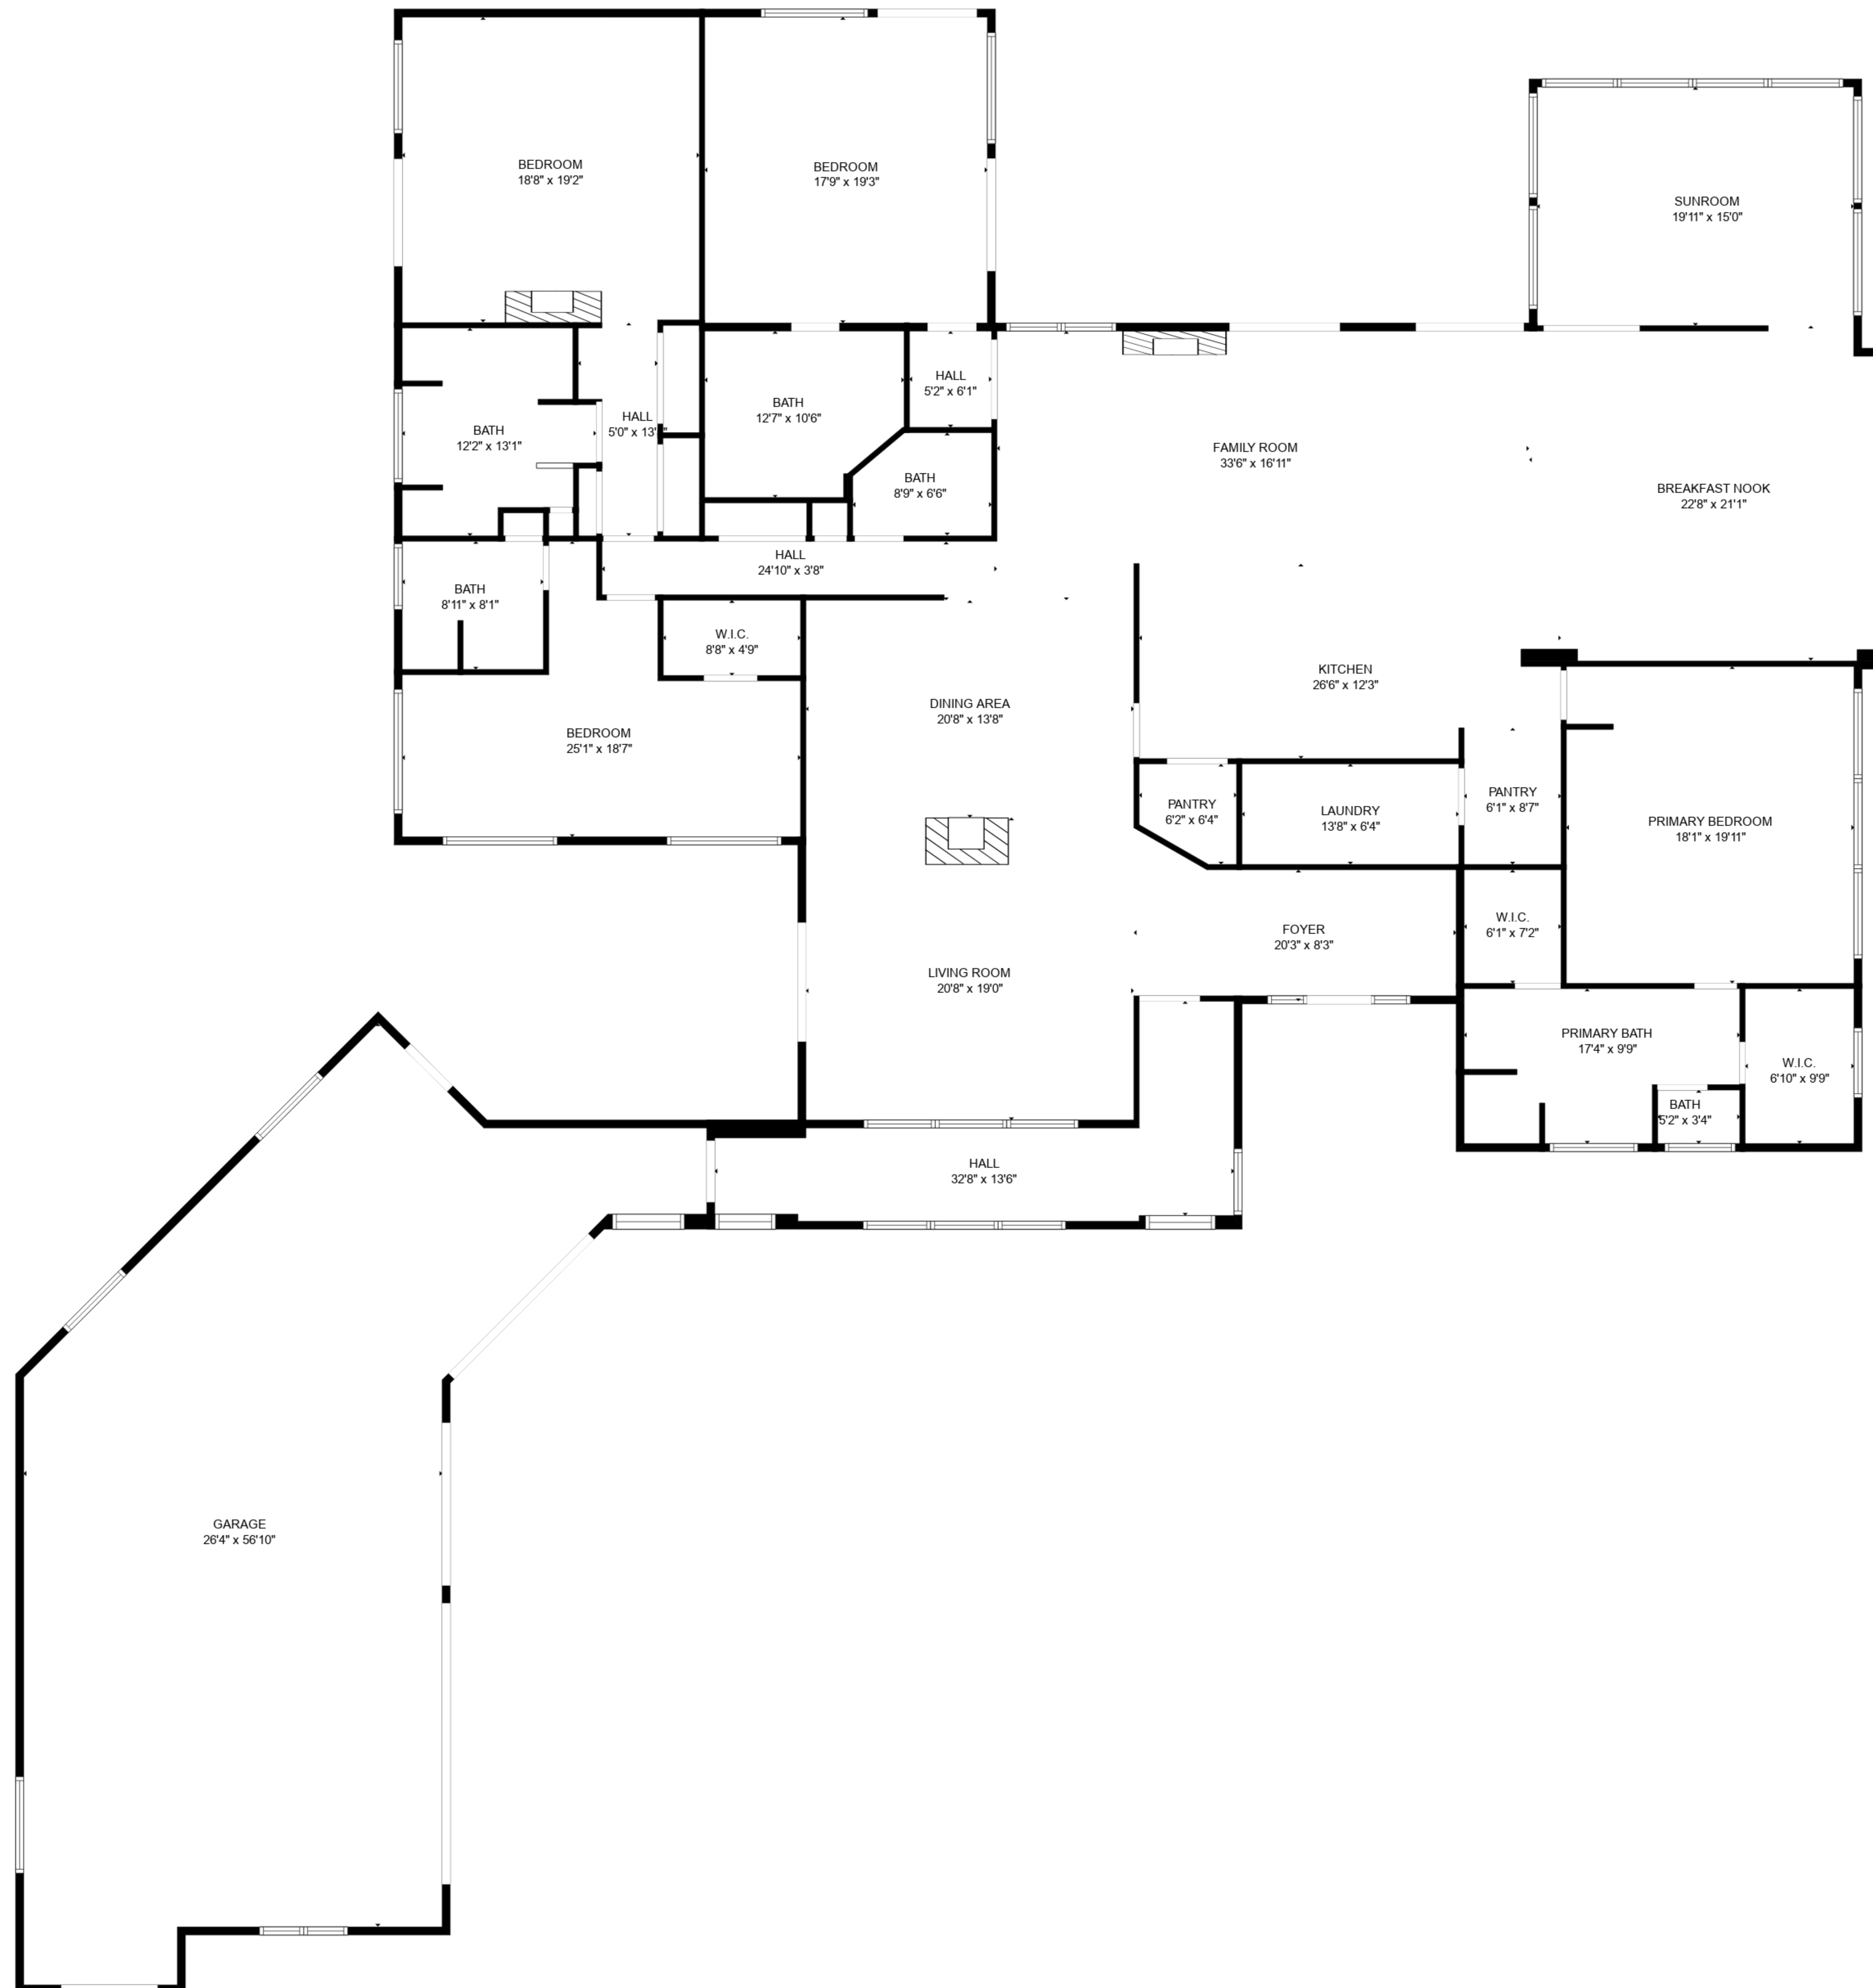 BEDROOM
18'8" x 19'2"
BEDROOM
17'9" x 19'3"
SUNROOM
19'11" x 15'0"
HALL
5'2" x 6'1"
BATH
12'7" x 10'6"
HALL
5'0" x 13'
BATH
12'2" x 13'1"
FAMILY ROOM
33'6" x 16'11"
BATH
8'9" x 6'6"
BREAKFAST NOOK
22'8" x 21'1"
HALL
24'10" x 3'8"
BATH
8'11" x 8'1"
W.I.C.
8'8" x 4'9"
KITCHEN
26'6" x 12'3"
DINING AREA
20'8" x 13'8"
BEDROOM
25'1" x 18'7"
PANTRY
6'2" x 6'4"
LAUNDRY
13'8" x 6'4"
PANTRY
6'1" x 8'7"
PRIMARY BEDROOM
18'1" x 19'11"
W.I.C.
6'1" x 7'2"
FOYER
20'3" x 8'3"
LIVING ROOM
20'8" x 19'0"
PRIMARY BATH
17'4" x 9'9"
W.I.C.
6'10" x 9'9"
BATH
5'2" x 3'4"
HALL
32'8" x 13'6"
GARAGE
26'4" x 56'10"